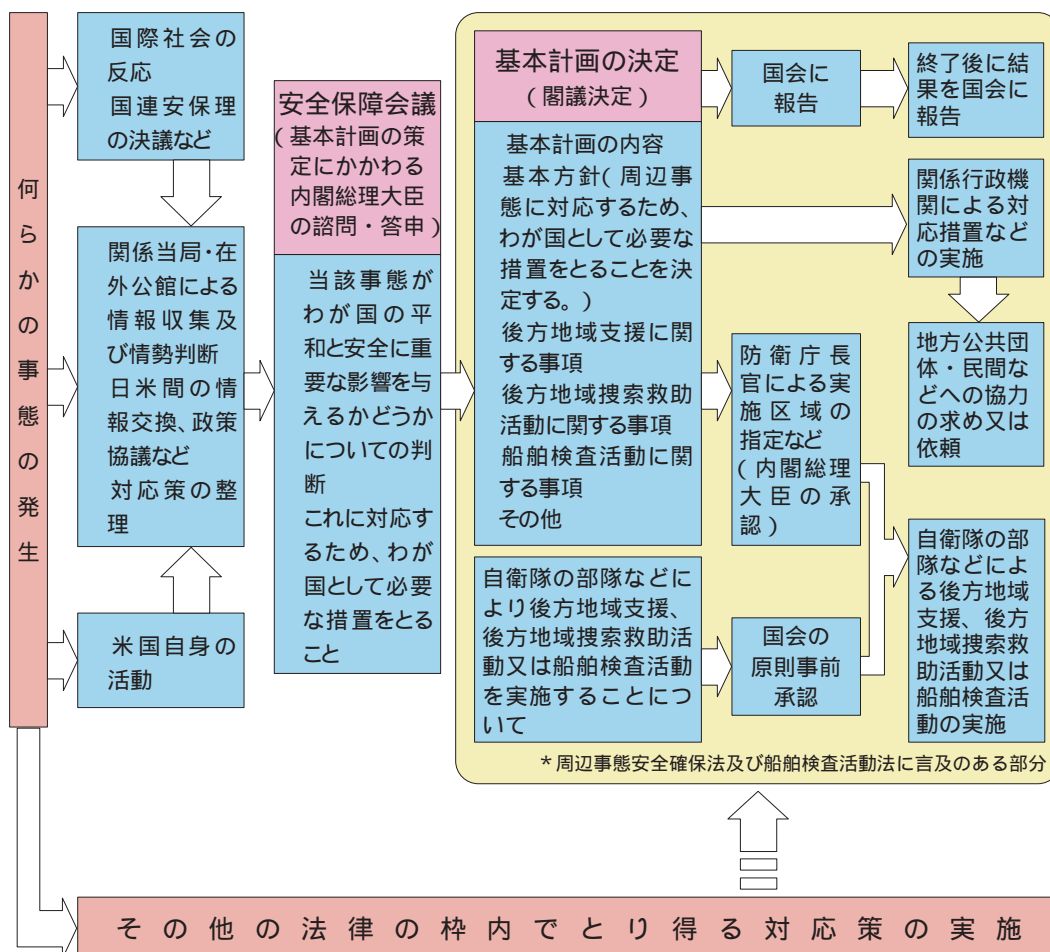 何らかの事態の発生
国際社会の
反応
国連安保理
の決議など
関係当局・在
外公館による
情報収集及
び情勢判断
日米間の情
報交換、政策
協議など
対応策の整
理
米国自身の
活動
安全保障会議
(基本計画の策
定にかかわる
内閣総理大臣
の諮問・答申)
当該事態が
わが国の平
和と安全に重
要な影響を与
えるかどうか
についての判
断
これに対応す
るため、わが
国として必要
な措置をとる
こと
基本計画の決定
(閣議決定)
基本計画の内容
基本方針(周辺事
態に対応するため、
わが国として必要な
措置をとることを決
定する。)
後方地域支援に関
する事項
後方地域捜索救助
活動に関する事項
船舶検査活動に関
する事項
その他
自衛隊の部隊などに
より後方地域支援、
後方地域捜索救助活
動又は船舶検査活動
を実施することにつ
いて
国会に
報告
終了後に結
果を国会に
報告
関係行政機
関による対
応措置など
の実施
地方公共団
体・民間な
どへの協力
の求め又は
依頼
防衛庁長
官による実
施区域の
指定など
(内閣総理
大臣の承
認)
国会の
原則事前
承認
自衛隊の部
隊などによ
る後方地域
支援、後方
地域捜索救
助活動又は
船舶検査活
動の実施
*周辺事態安全確保法及び船舶検査活動法に言及のある部分
その他の法律の枠内でとり得る対応策の実施